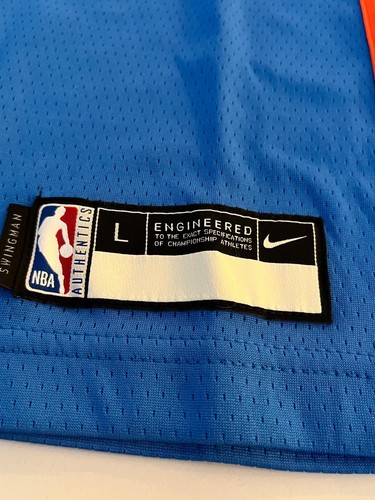 SWINGMAN
NBA
AUTHENTICS
L
ENGINEERED
TO THE EXACT SPECIFICATIONS
OF CHAMPIONSHIP ATHLETES